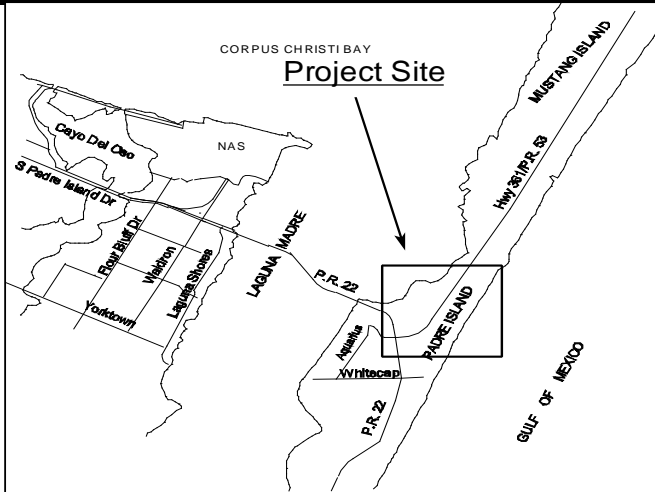 CORPUS CHRISTI BAY
Project Site
MUSTANG ISLAND
Cayo Del Oso
NAS
S Padre Island Dr
Hwy 361/P.R. 53
Flour Bluff Dr
Waldron
Laguna Shores
LAGUNA MADRE
P.R. 22
Yorktown
Aquarius
PADRE ISLAND
Whitecap
P.R. 22
GULF OF MEXICO